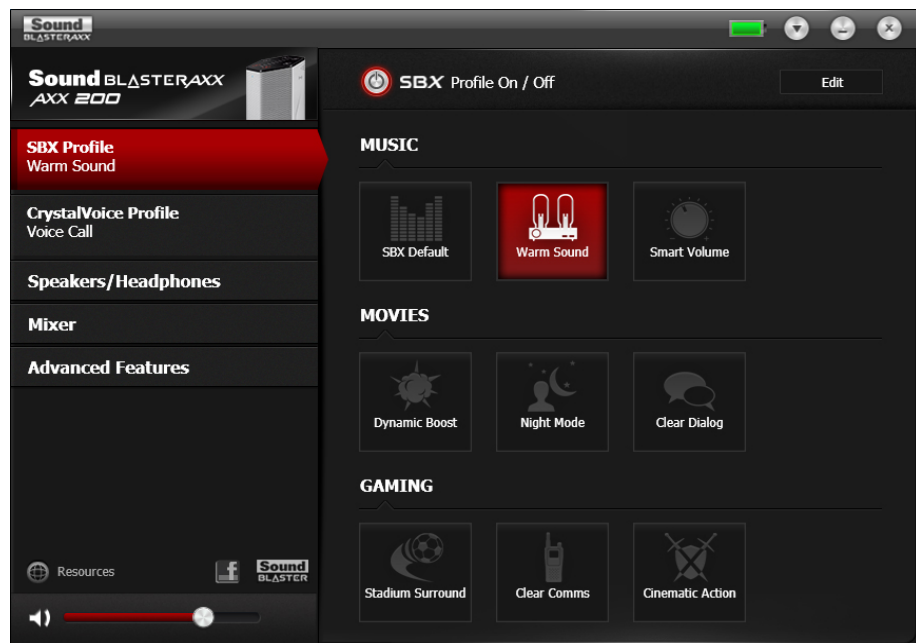 Sound
BLASTERAXX
Sound BLASTERAXX
AXX 200
SBX Profile
Warm Sound
CrystalVoice Profile
Voice Call
Speakers/Headphones
Mixer
Advanced Features
Resources
f
Sound
BLASTER
SBX Profile On / Off
Edit
MUSIC
SBX Default
Warm Sound
Smart Volume
MOVIES
Dynamic Boost
Night Mode
Clear Dialog
GAMING
Stadium Surround
Clear Comms
Cinematic Action